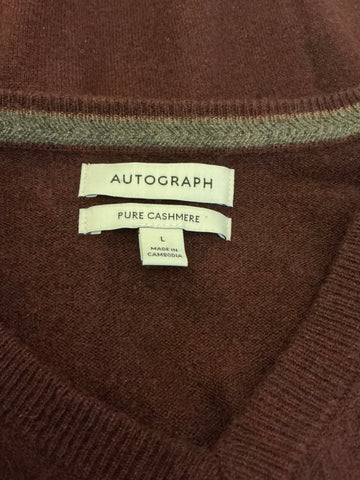 AUTOGRAPH
PURE CASHMERE
L
MADE IN
CAMBODIA